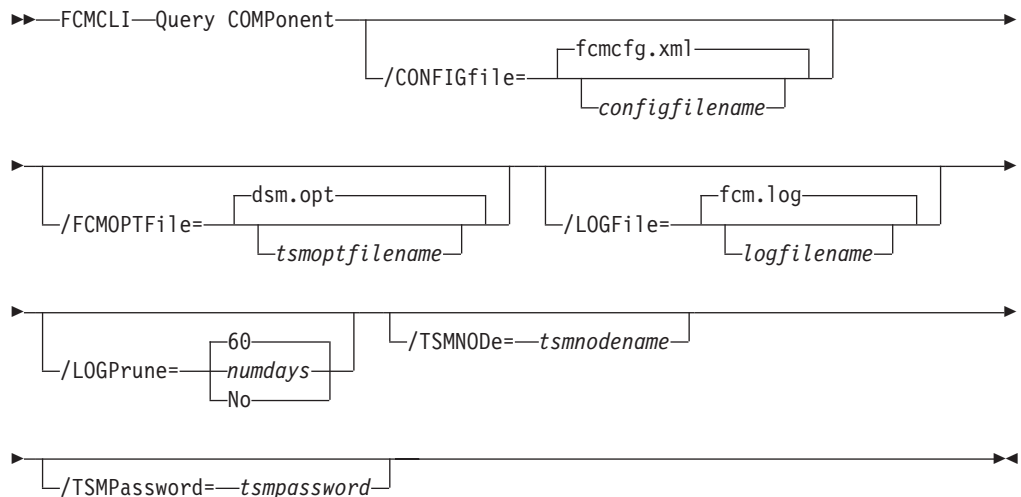 FCMCLI Query COMPonent
fcmcfg.xml
/CONFIGfile=
configfilename
dsm.opt
fcm.log
/FCMOPTFile=
/LOGFile=
tsmoptfilename
logfilename
60
/TSMNODe= tsmnodename
/LOGPrune= numdays
No
/TSMPassword= tsmpassword